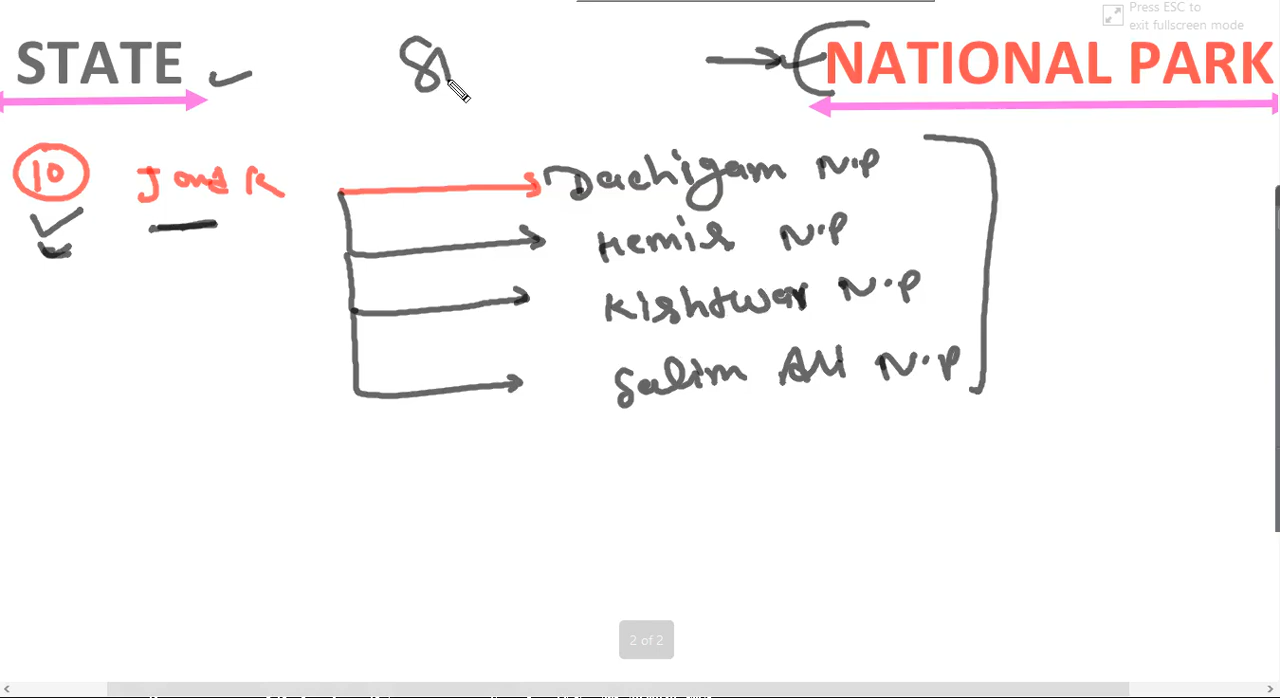 Press ESC to
exit fullscreen mode
STATE 81 NATIONAL PARK
10 J and K Dachigam N.P
Hemis N.P
Kishtwar N.P
Salim Ali N.P
2 of 2